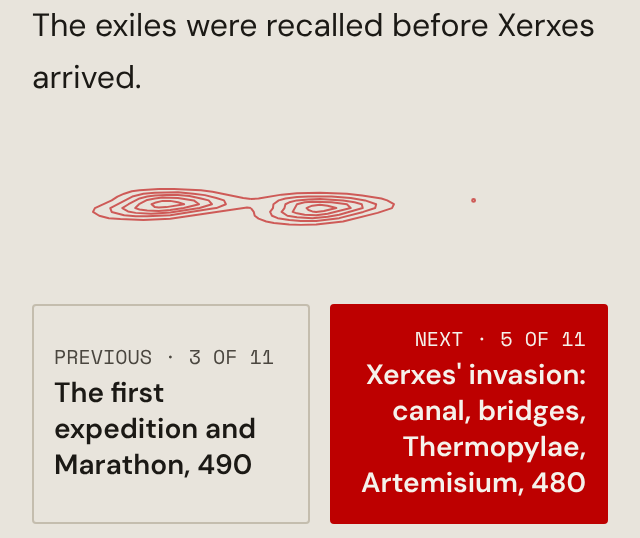 The exiles were recalled before Xerxes
arrived.
PREVIOUS · 3 OF 11
The first
expedition and
Marathon, 490
NEXT · 5 OF 11
Xerxes' invasion:
canal, bridges,
Thermopylae,
Artemisium, 480